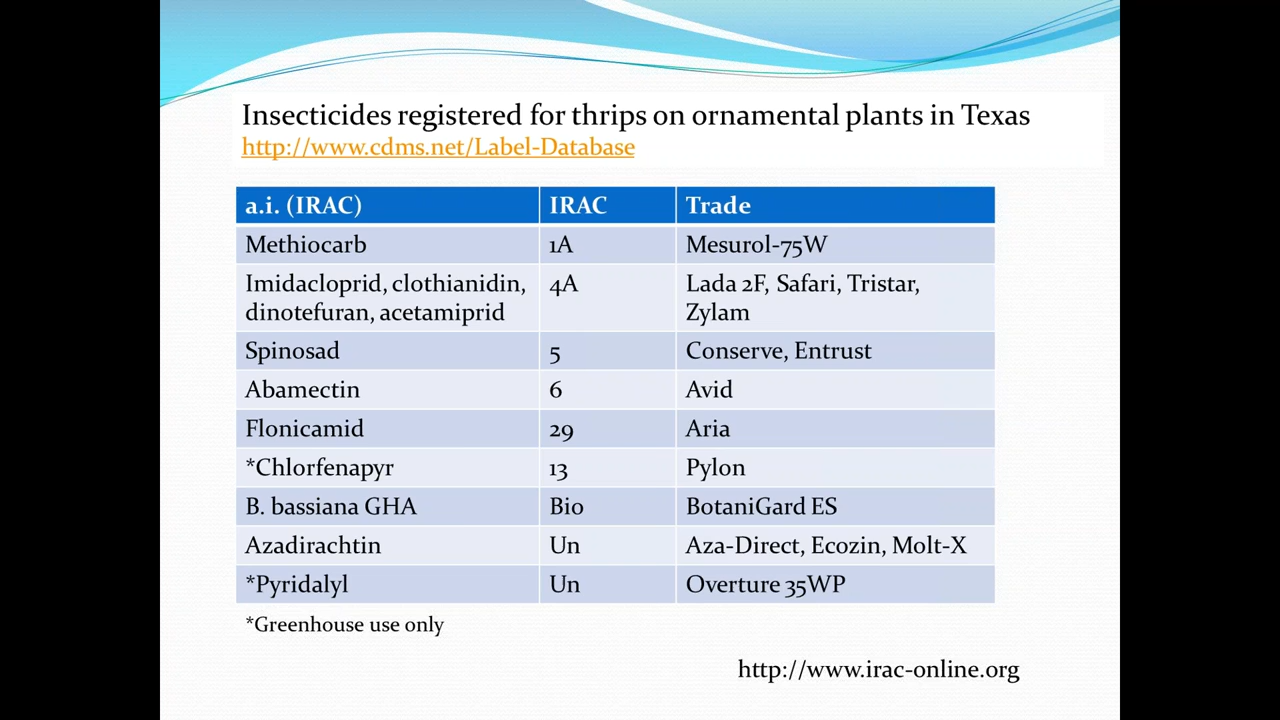 Insecticides registered for thrips on ornamental plants in Texas
http://www.cdms.net/Label-Database
a.i. (IRAC) IRAC Trade
Methiocarb 1A Mesurol-75W
Imidacloprid, clothianidin, 4A Lada 2F, Safari, Tristar,
dinotefuran, acetamiprid Zylam
Spinosad 5 Conserve, Entrust
Abamectin 6 Avid
Flonicamid 29 Aria
*Chlorfenapyr 13 Pylon
B. bassiana GHA Bio BotaniGard ES
Azadirachtin Un Aza-Direct, Ecozin, Molt-X
*Pyridalyl Un Overture 35WP
*Greenhouse use only
http://www.irac-online.org